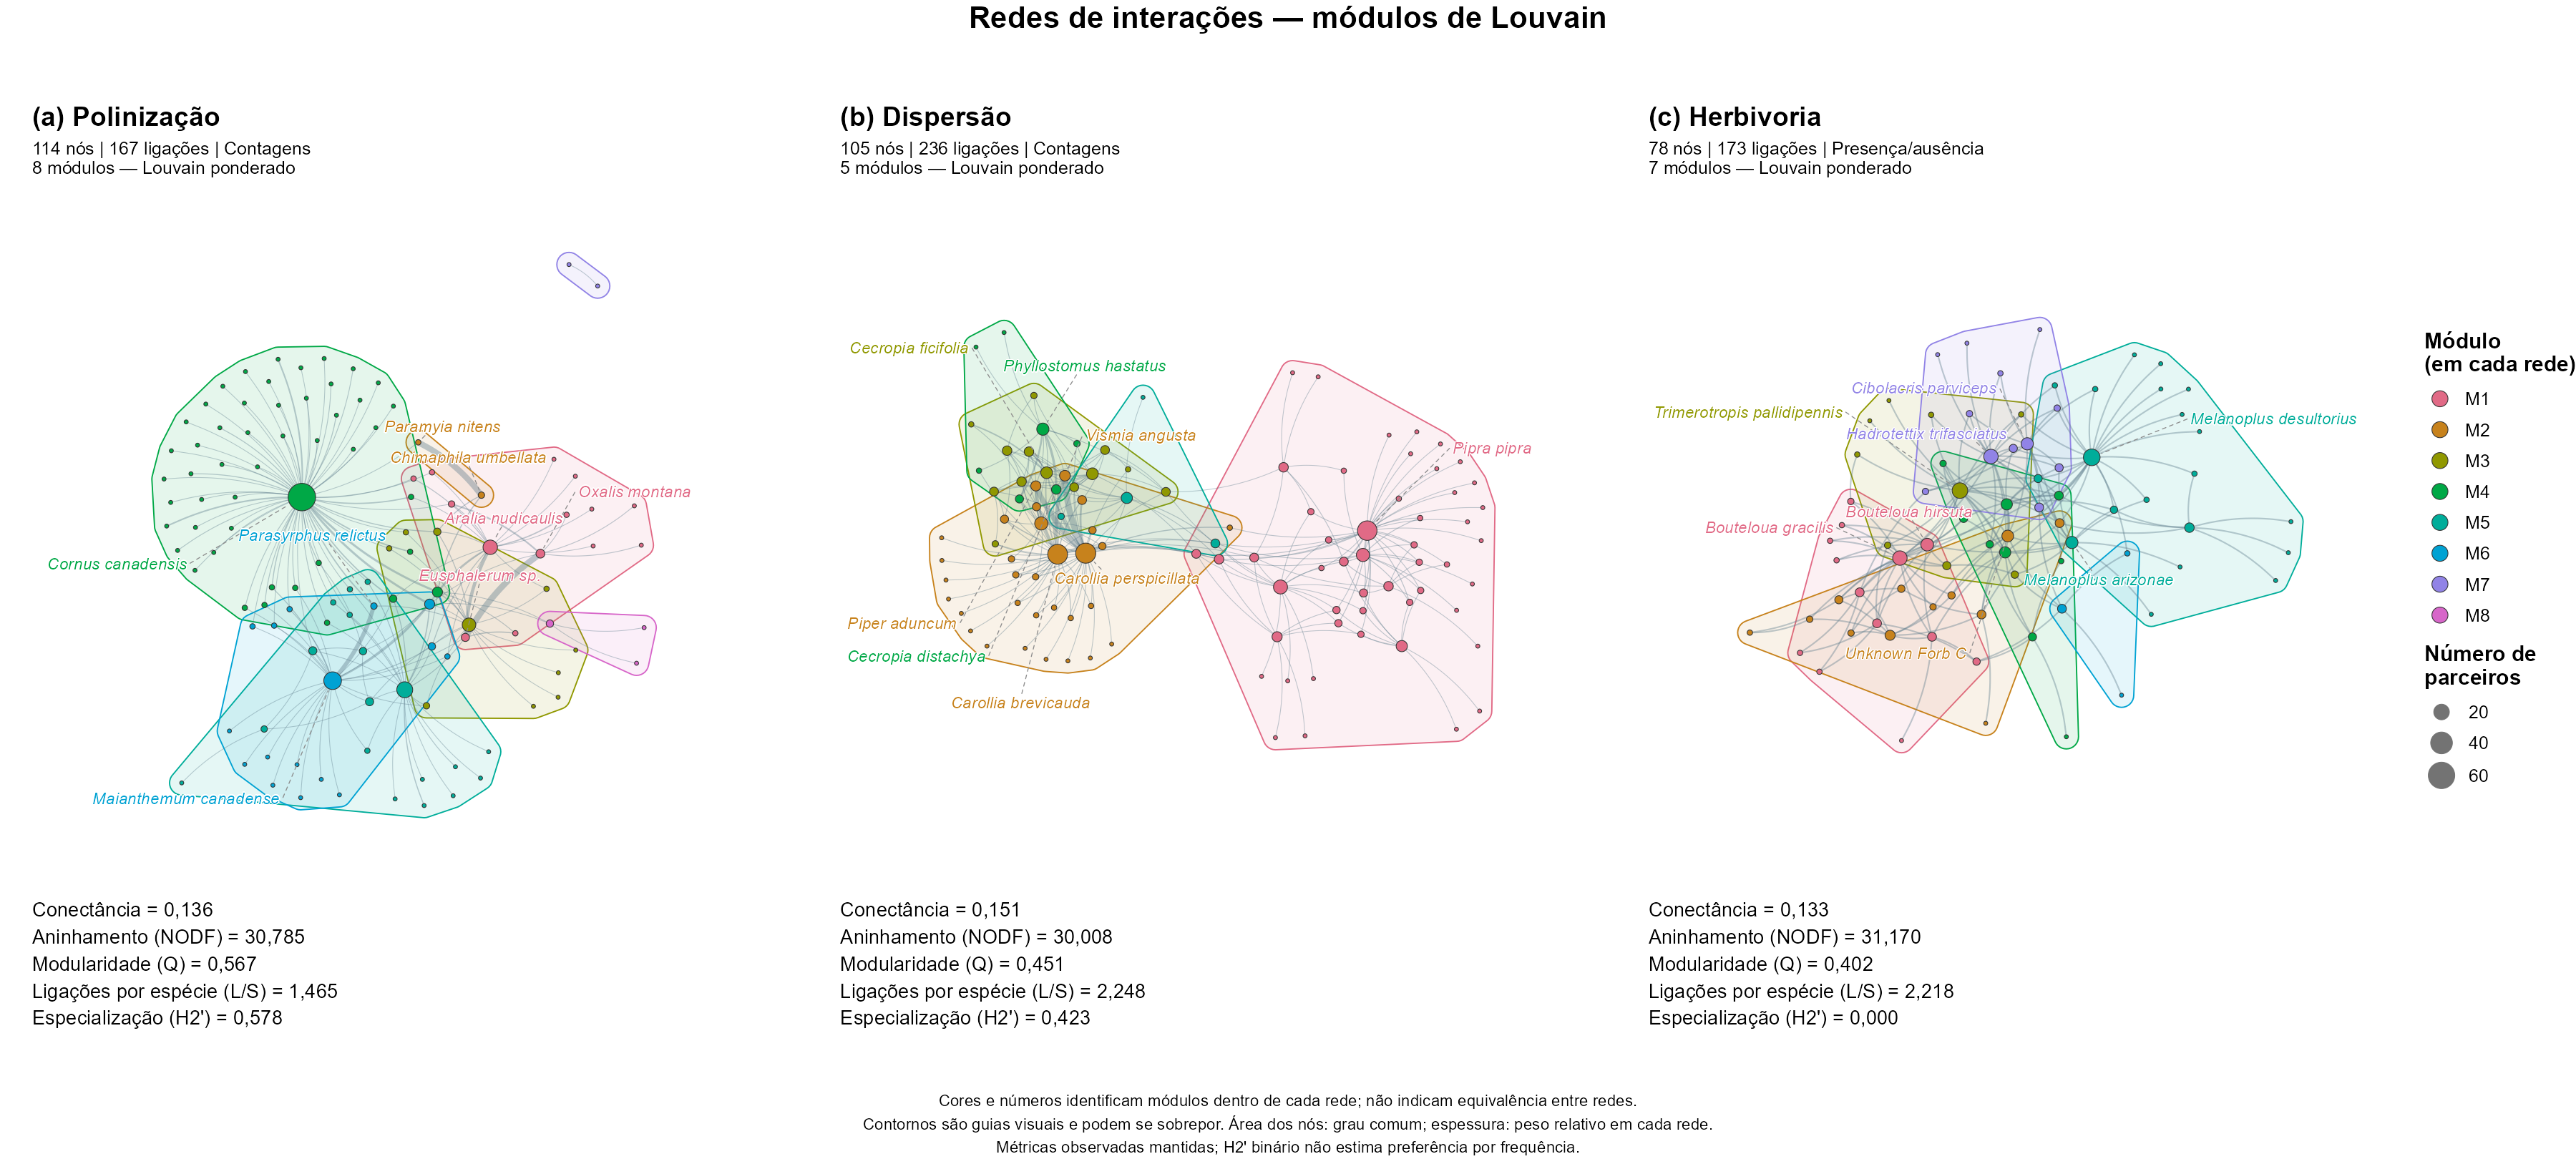 Redes de interações — módulos de Louvain
(a) Polinização
114 nós | 167 ligações | Contagens
8 módulos — Louvain ponderado
Paramyia nitens
Chimaphila umbellata
Oxalis montana
Aralia nudicaulis
Parasyrphus relictus
Cornus canadensis
Eusphalerum sp.
Maianthemum canadense
Conectância = 0,136
Aninhamento (NODF) = 30,785
Modularidade (Q) = 0,567
Ligações por espécie (L/S) = 1,465
Especialização (H2') = 0,578
(b) Dispersão
105 nós | 236 ligações | Contagens
5 módulos — Louvain ponderado
Cecropia ficifolia
Phyllostomus hastatus
Vismia angusta
Pipra pipra
Carollia perspicillata
Piper aduncum
Cecropia distachya
Carollia brevicauda
Conectância = 0,151
Aninhamento (NODF) = 30,008
Modularidade (Q) = 0,451
Ligações por espécie (L/S) = 2,248
Especialização (H2') = 0,423
(c) Herbivoria
78 nós | 173 ligações | Presença/ausência
7 módulos — Louvain ponderado
Cibolacris parviceps
Trimerotropis pallidipennis
Melanoplus desultorius
Hadrotettix trifasciatus
Bouteloua hirsuta
Bouteloua gracilis
Melanoplus arizonae
Unknown Forb C
Conectância = 0,133
Aninhamento (NODF) = 31,170
Modularidade (Q) = 0,402
Ligações por espécie (L/S) = 2,218
Especialização (H2') = 0,000
Módulo
(em cada rede)
M1
M2
M3
M4
M5
M6
M7
M8
Número de
parceiros
20
40
60
Cores e números identificam módulos dentro de cada rede; não indicam equivalência entre redes.
Contornos são guias visuais e podem se sobrepor. Área dos nós: grau comum; espessura: peso relativo em cada rede.
Métricas observadas mantidas; H2' binário não estima preferência por frequência.